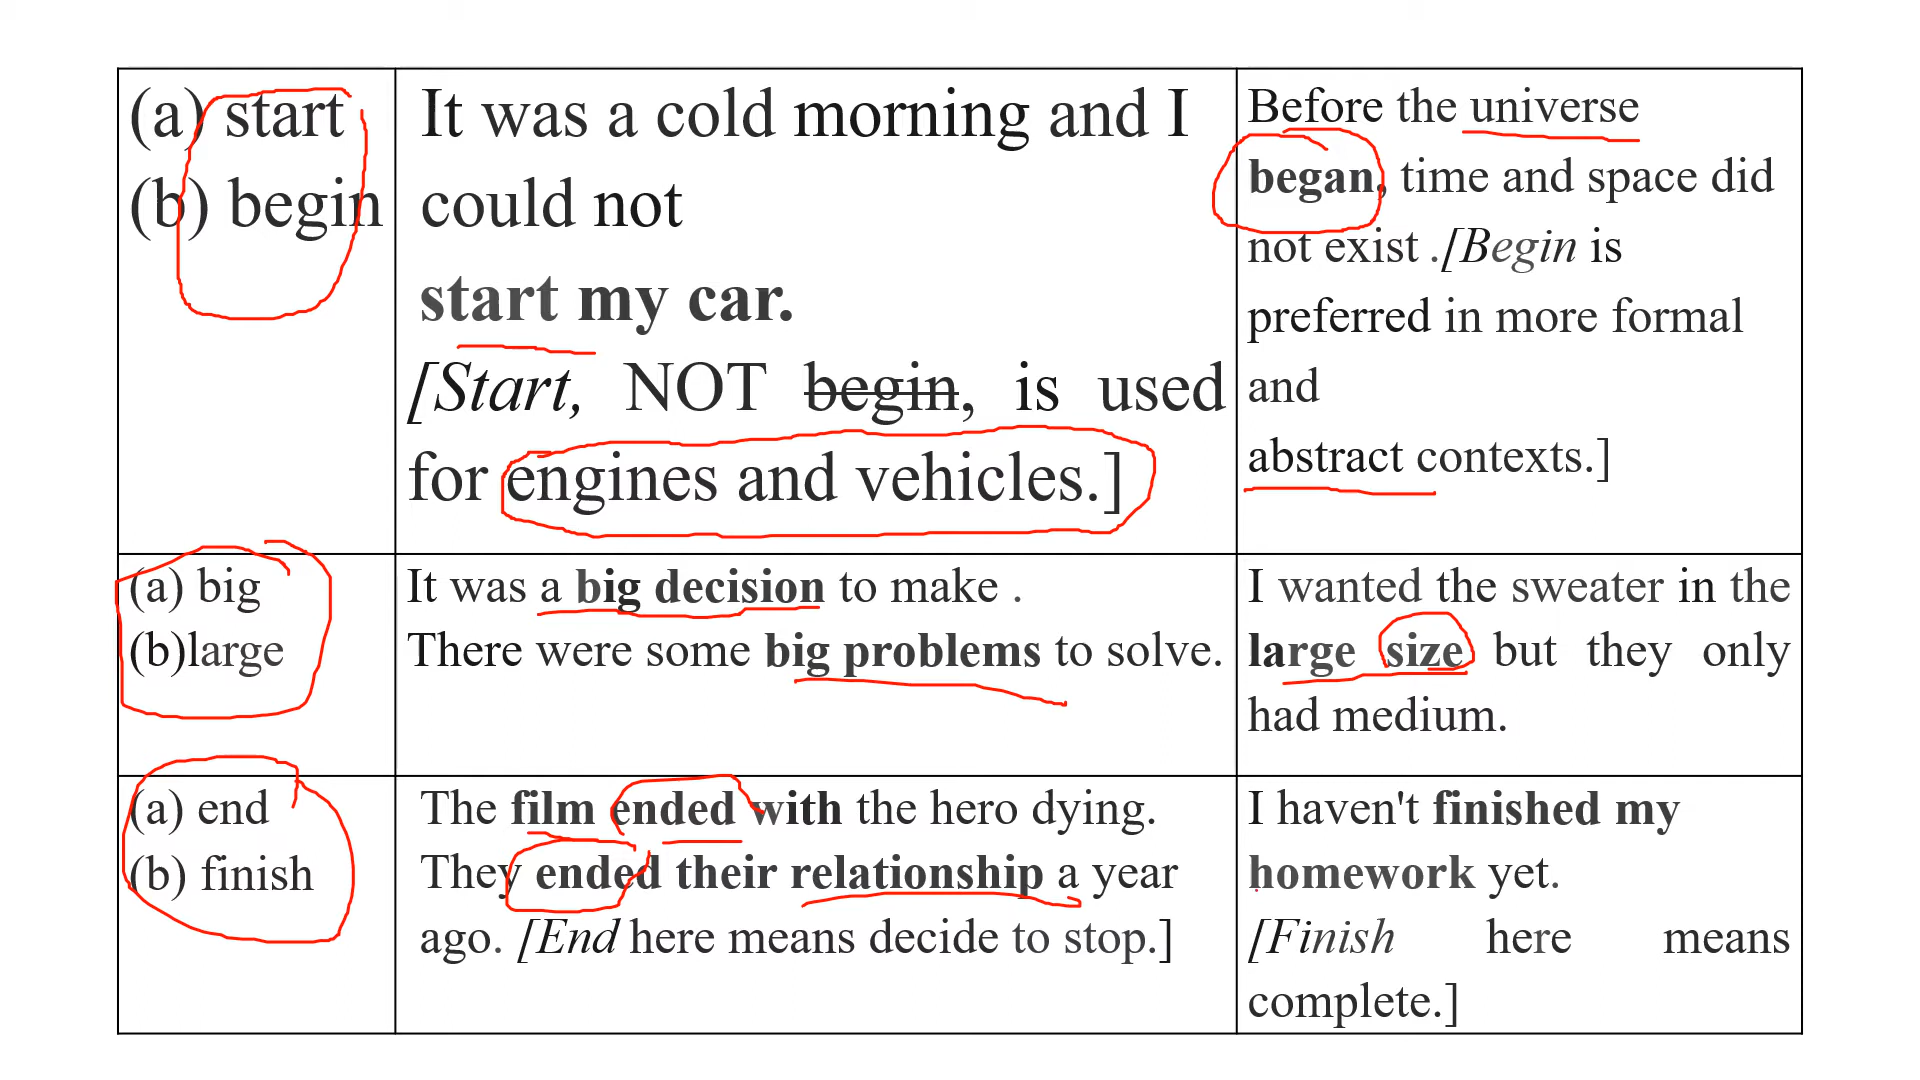 (a) start
(b) begin
It was a cold morning and I
could not
start my car.
[Start, NOT begin, is used
for engines and vehicles.]
Before the universe
began, time and space did
not exist .[Begin is
preferred in more formal
and
abstract contexts.]
(a) big
(b)large
It was a big decision to make .
There were some big problems to solve.
I wanted the sweater in the
large size but they only
had medium.
(a) end
(b) finish
The film ended with the hero dying.
They ended their relationship a year
ago. [End here means decide to stop.]
I haven't finished my
homework yet.
[Finish here means
complete.]